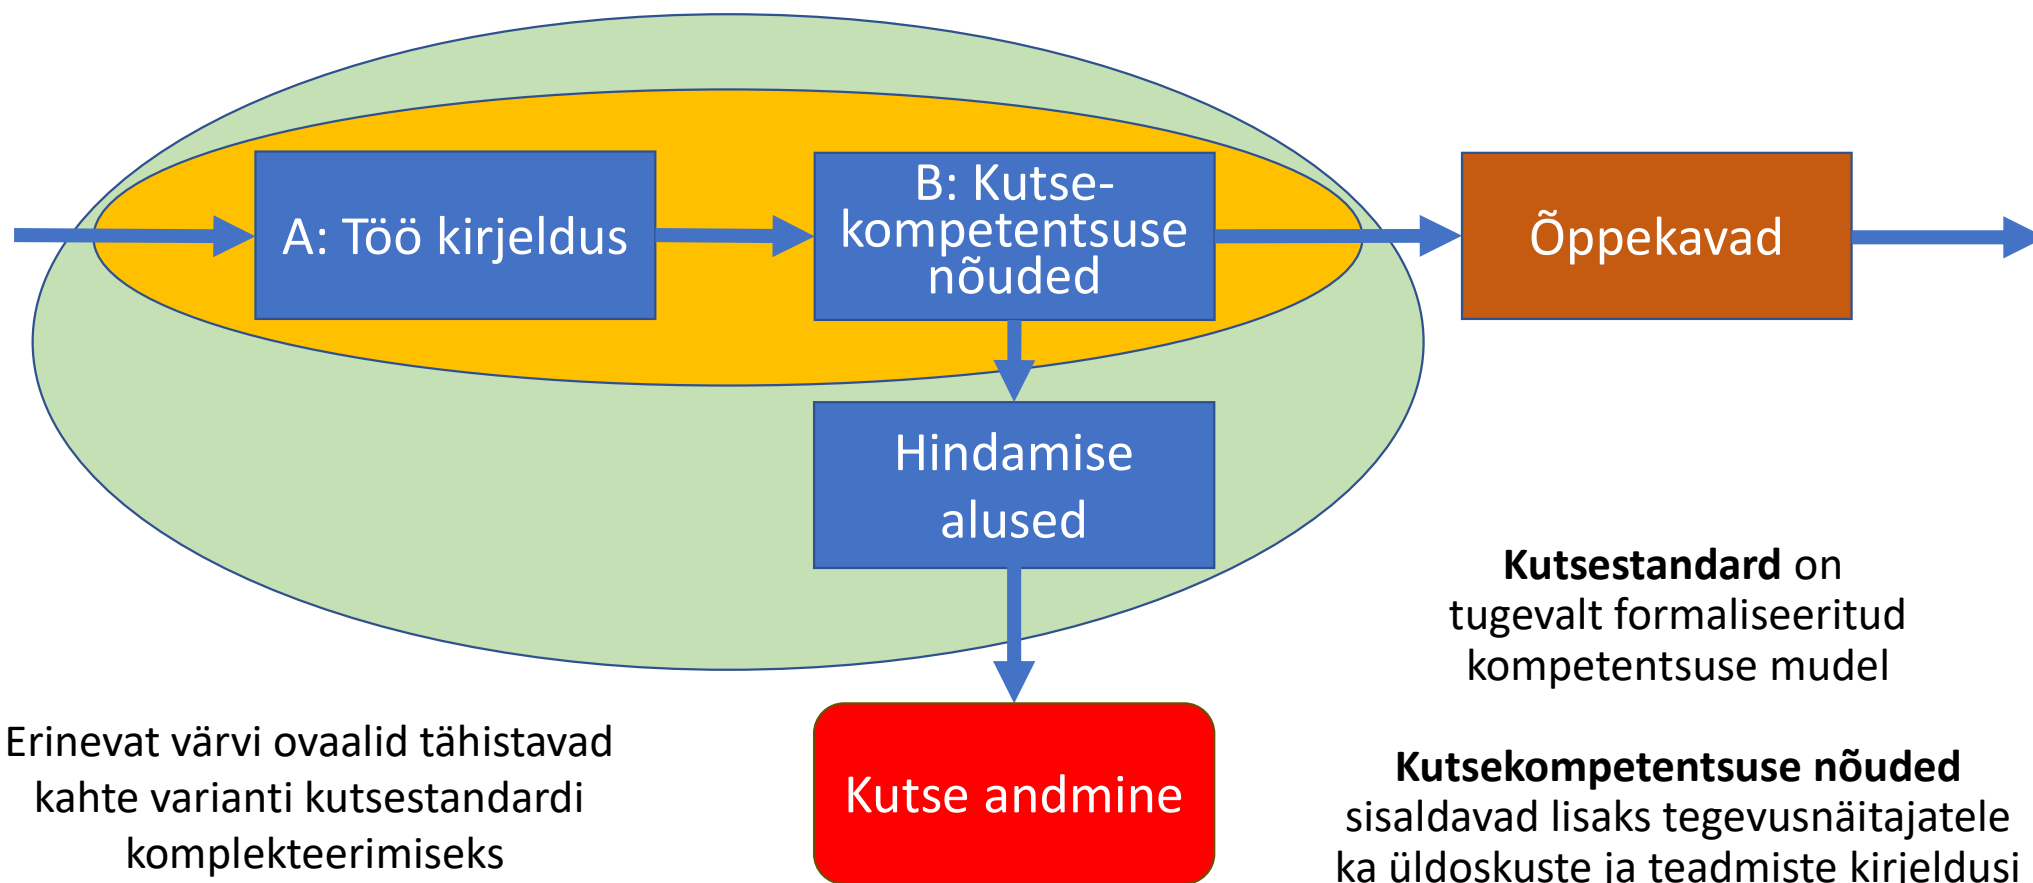 A: Töö kirjeldus
B: Kutse-
kompetentsuse
nõuded
Õppekavad
Hindamise
alused
Kutse andmine
Erinevat värvi ovaalid tähistavad
kahte varianti kutsestandardi
komplekteerimiseks
Kutsestandard on
tugevalt formaliseeritud
kompetentsuse mudel
Kutsekompetentsuse nõuded
sisaldavad lisaks tegevusnäitajatele
ka üldoskuste ja teadmiste kirjeldusi